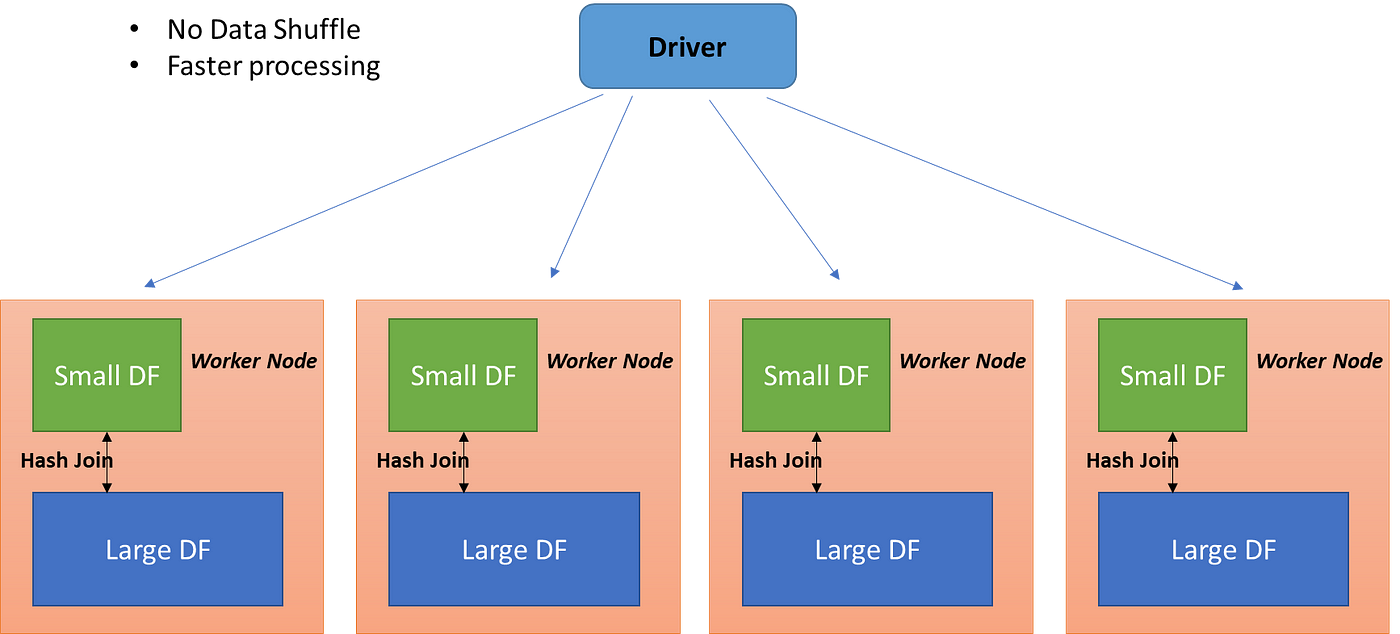 • No Data Shuffle
• Faster processing
Driver
Small DF
Worker Node
Hash Join
Large DF
Small DF
Worker Node
Hash Join
Large DF
Small DF
Worker Node
Hash Join
Large DF
Small DF
Worker Node
Hash Join
Large DF